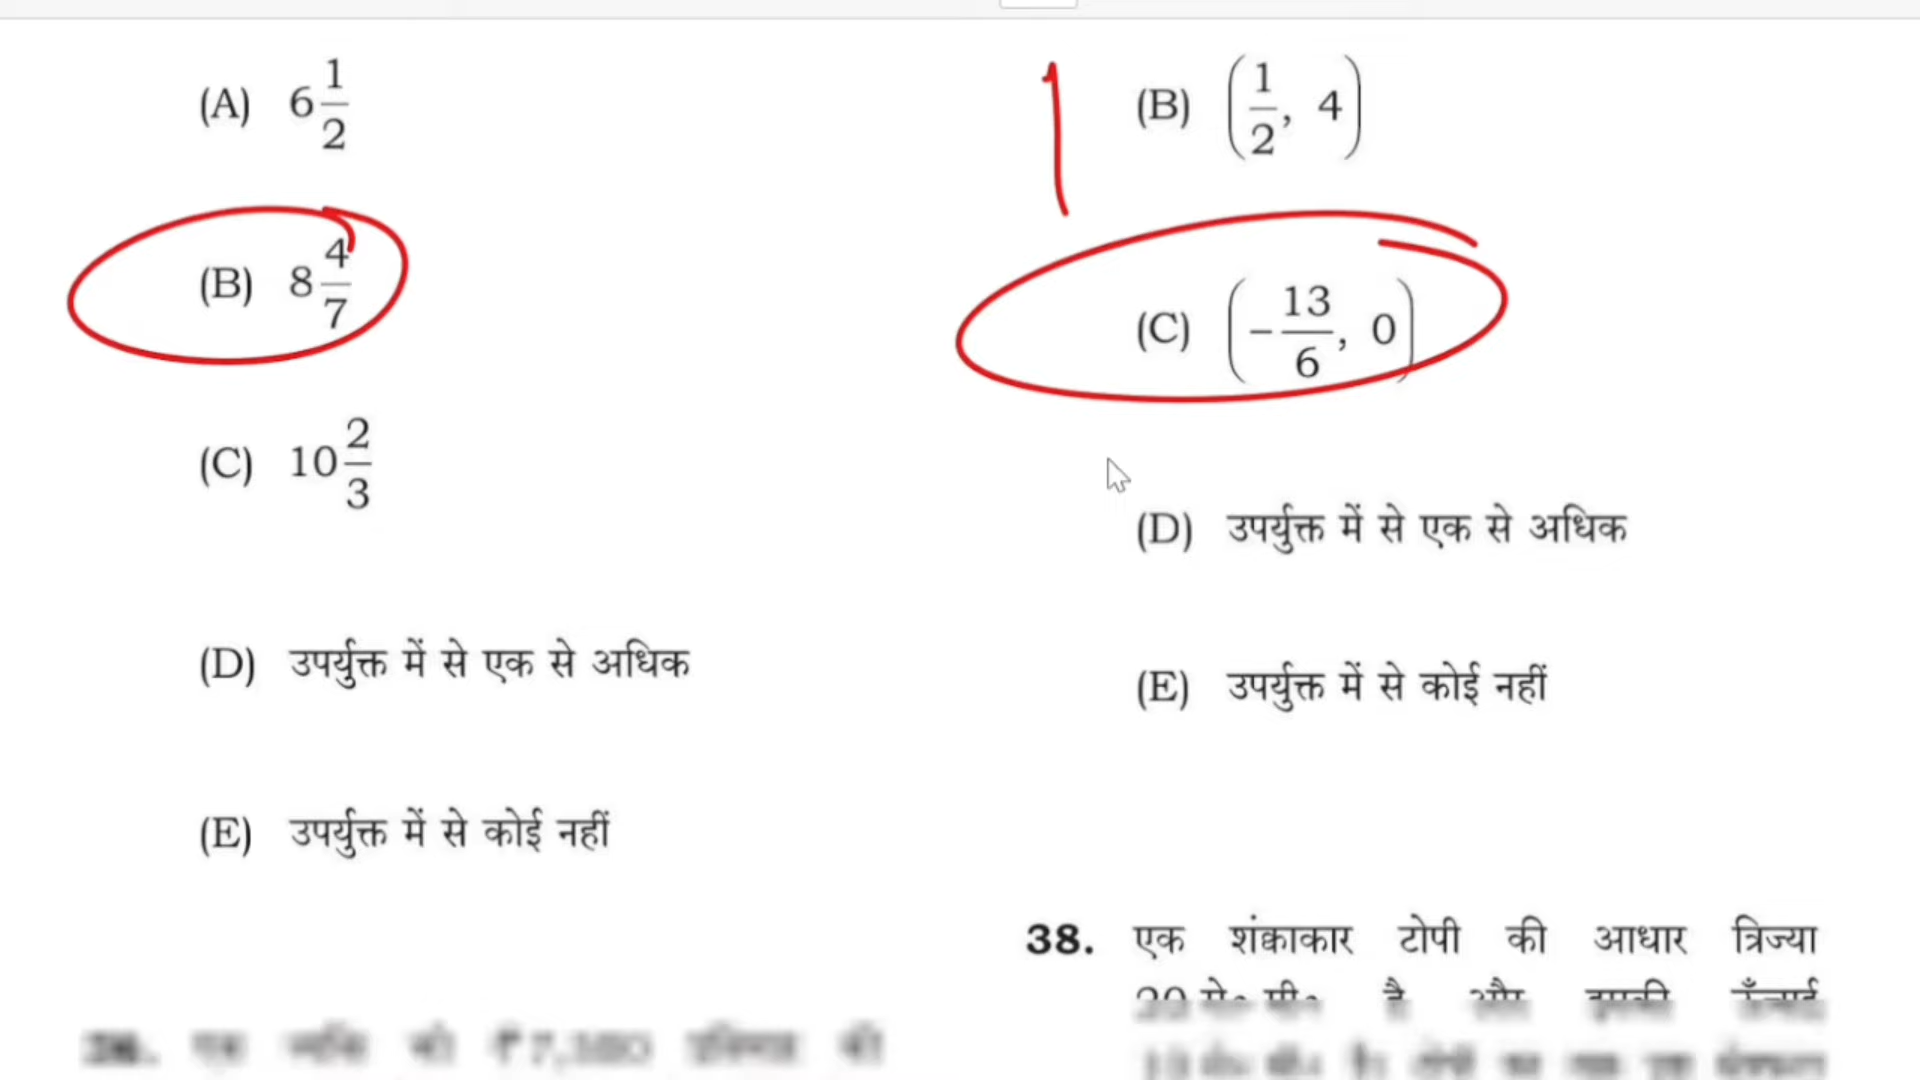 (A) 6 1/2
(B) 8 4/7
(C) 10 2/3
(D) उपर्युक्त में से एक से अधिक
(E) उपर्युक्त में से कोई नहीं
(B) (1/2, 4)
(C) (-13/6, 0)
(D) उपर्युक्त में से एक से अधिक
(E) उपर्युक्त में से कोई नहीं
38. एक शंक्वाकार टोपी की आधार त्रिज्या